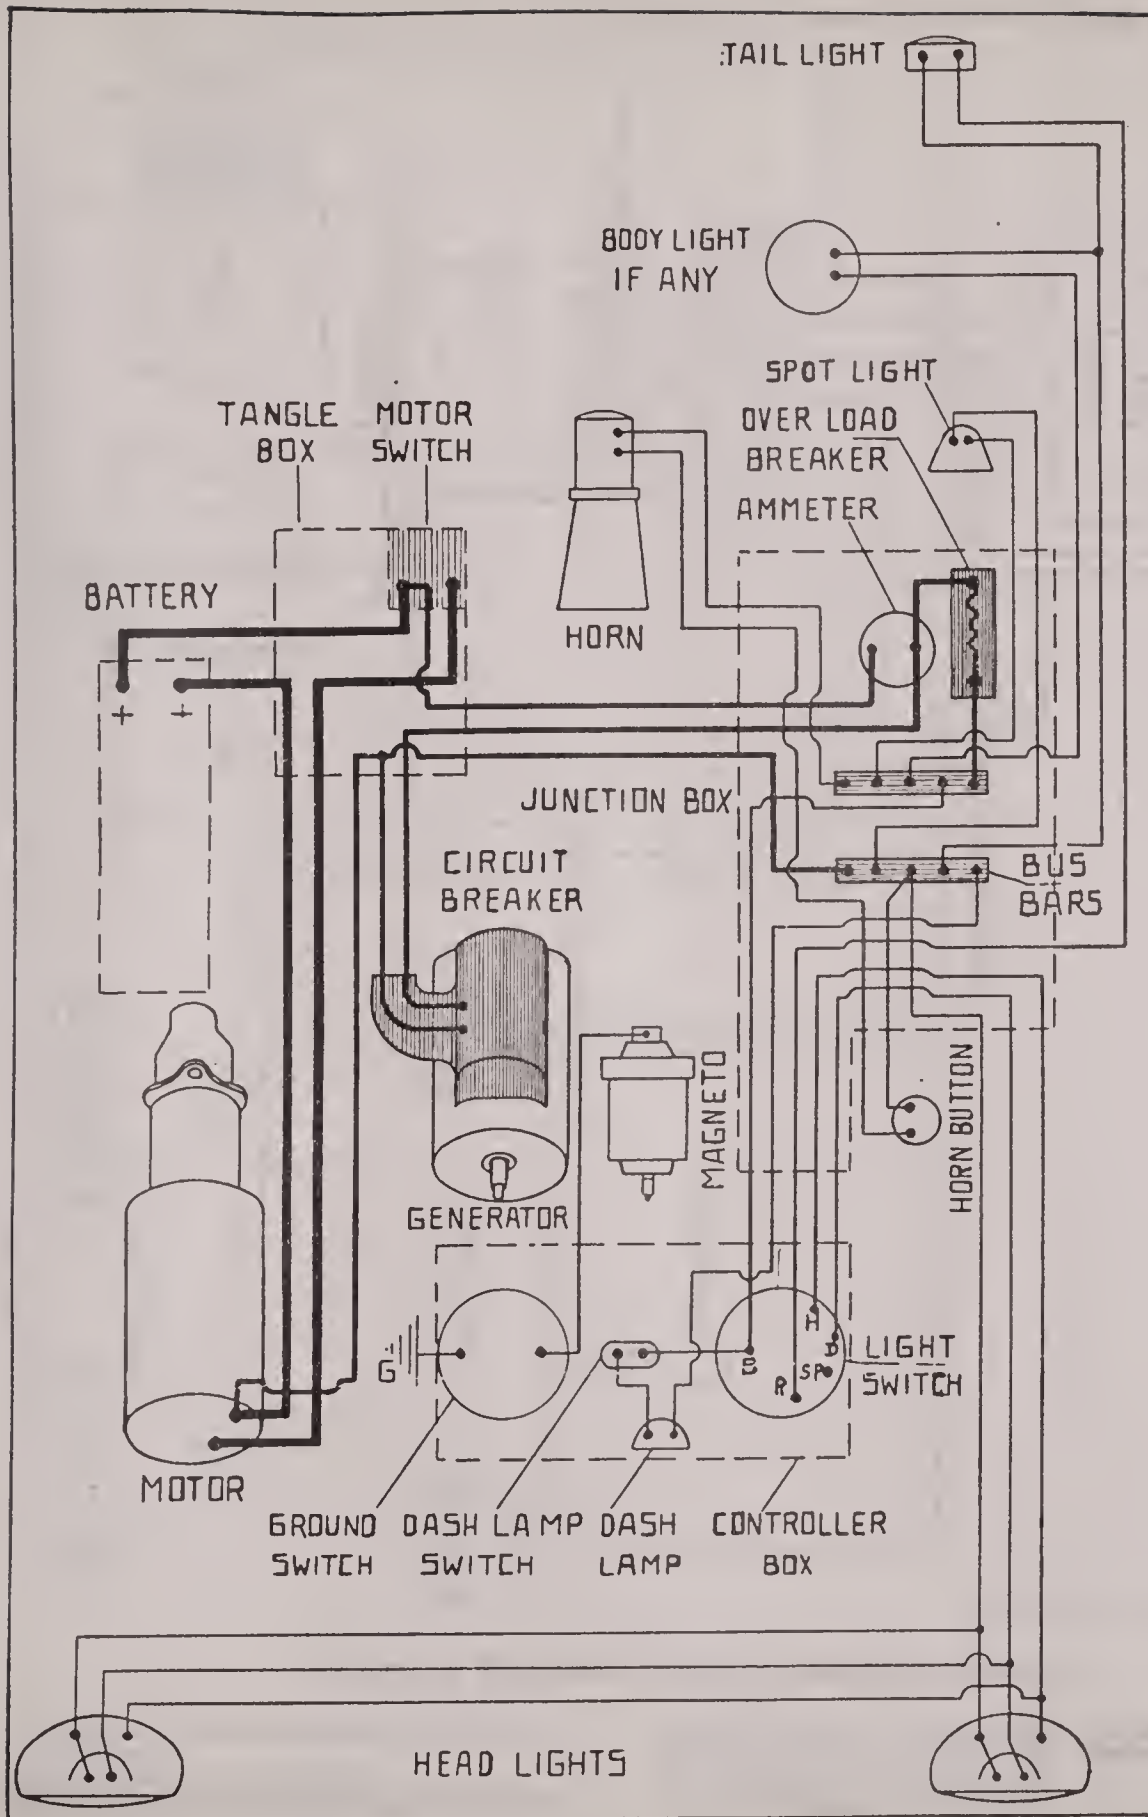 TAIL LIGHT
BODY LIGHT
IF ANY
SPOT LIGHT
TANGLE
BOX
MOTOR
SWITCH
OVER LOAD
BREAKER
AMMETER
BATTERY
+
+
HORN
JUNCTION BOX
CIRCUIT
BREAKER
BUS
BARS
MAGNETO
HORN BUTTON
GENERATOR
G
H
D
B
SP
R
LIGHT
SWITCH
MOTOR
GROUND
SWITCH
DASH LAMP
SWITCH
DASH
LAMP
CONTROLLER
BOX
HEAD LIGHTS